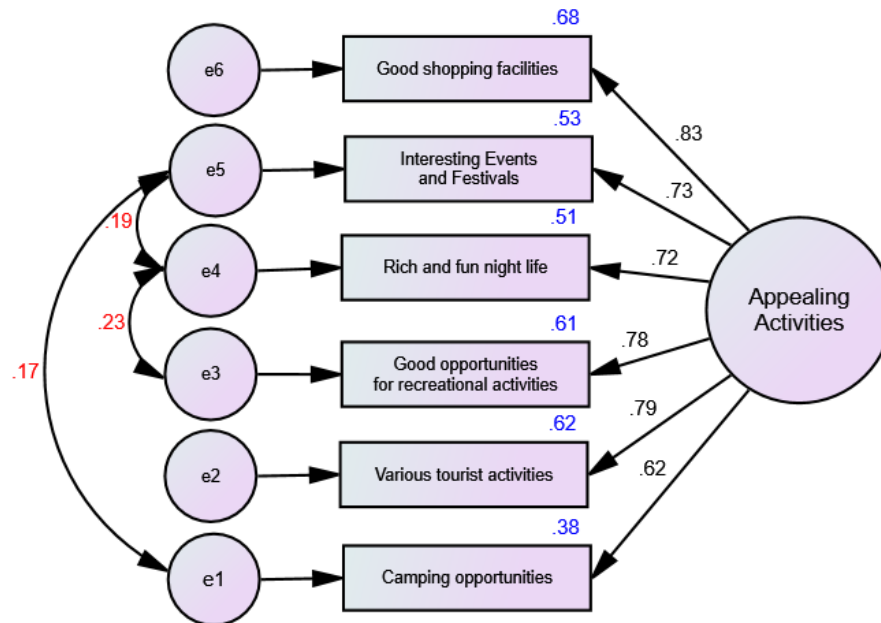 .68
e6
Good shopping facilities
.83
.53
e5
Interesting Events
and Festivals
.73
.19
.51
e4
Rich and fun night life
.72
Appealing
Activities
.23
.61
.17
e3
Good opportunities
for recreational activities
.78
.62
e2
Various tourist activities
.79
.38
e1
Camping opportunities
.62